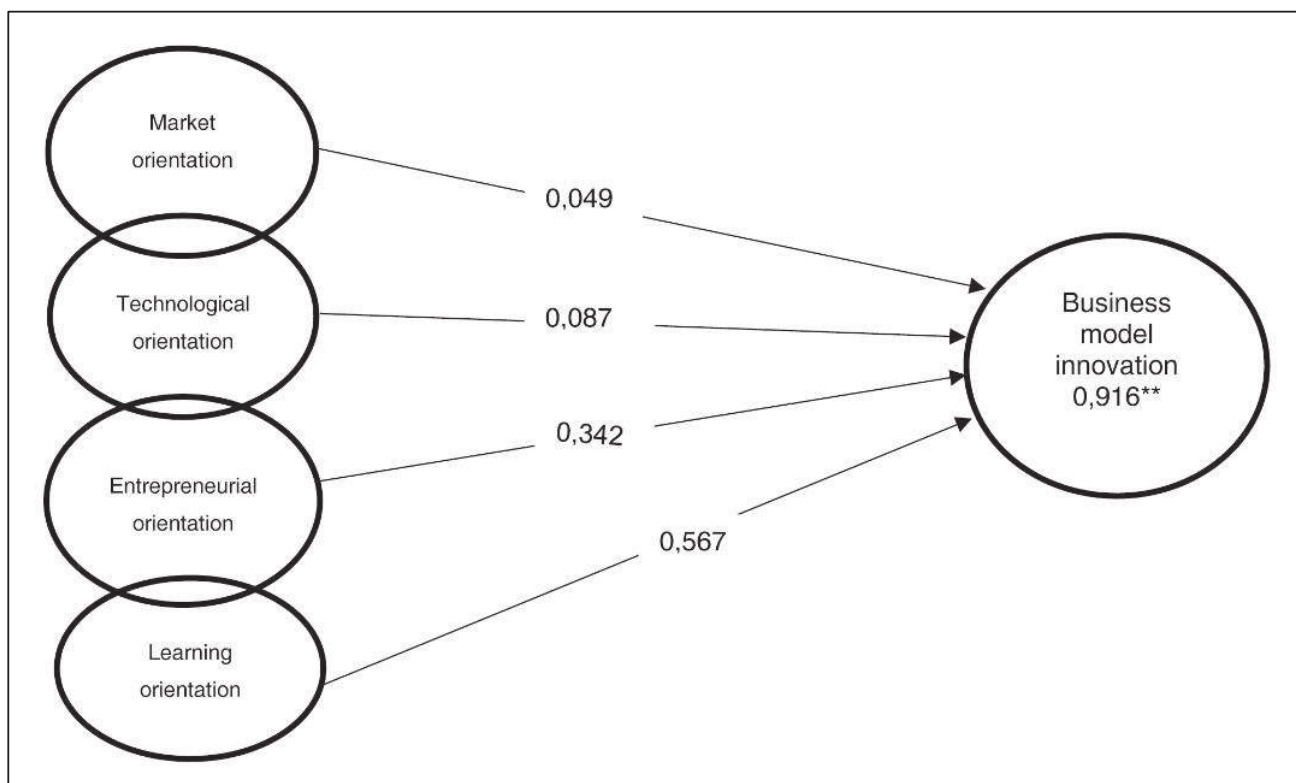 Market
orientation
0,049
Technological
orientation
0,087
Entrepreneurial
orientation
0,342
Learning
orientation
0,567
Business
model
innovation
0,916**